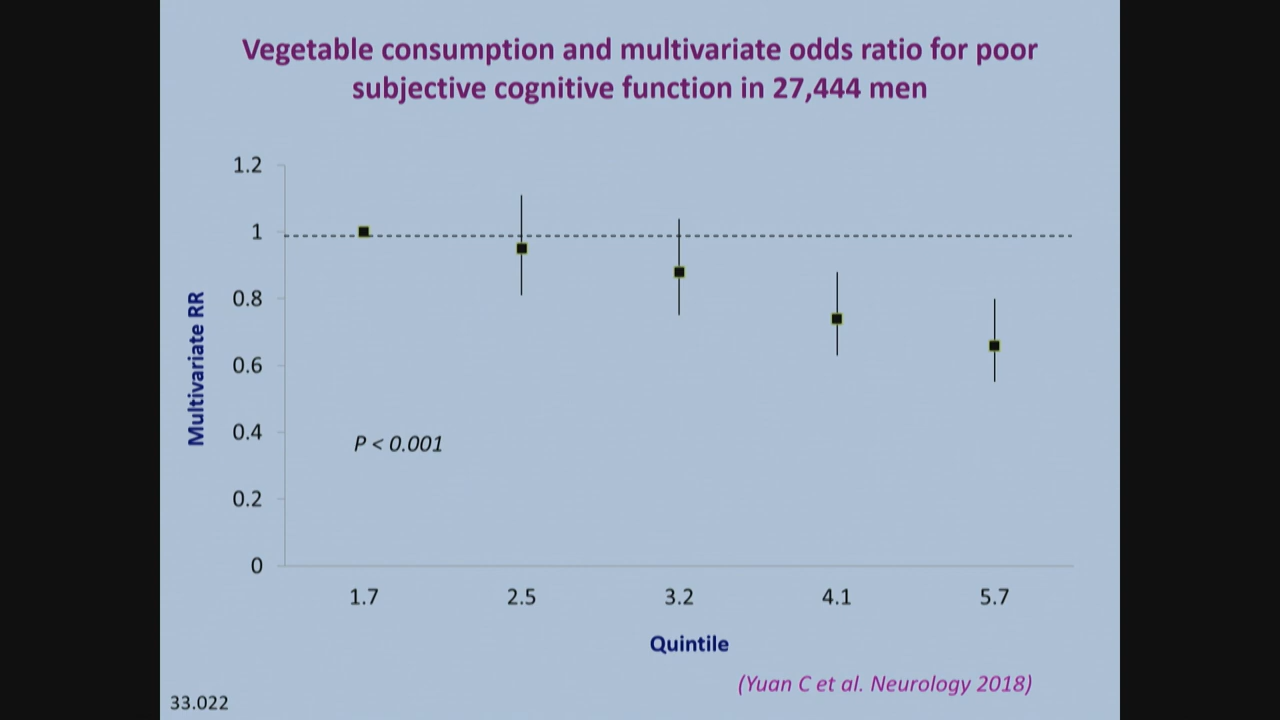 Vegetable consumption and multivariate odds ratio for poor
subjective cognitive function in 27,444 men
1.2
1
0.8
0.6
0.4
0.2
0
Multivariate RR
P < 0.001
1.7 2.5 3.2 4.1 5.7
Quintile
(Yuan C et al. Neurology 2018)
33.022